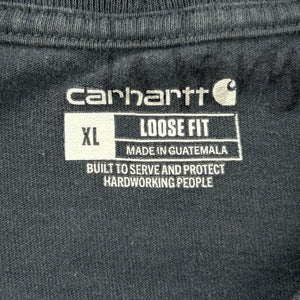 carhartt
XL
LOOSE FIT
MADE IN GUATEMALA
BUILT TO SERVE AND PROTECT
HARDWORKING PEOPLE